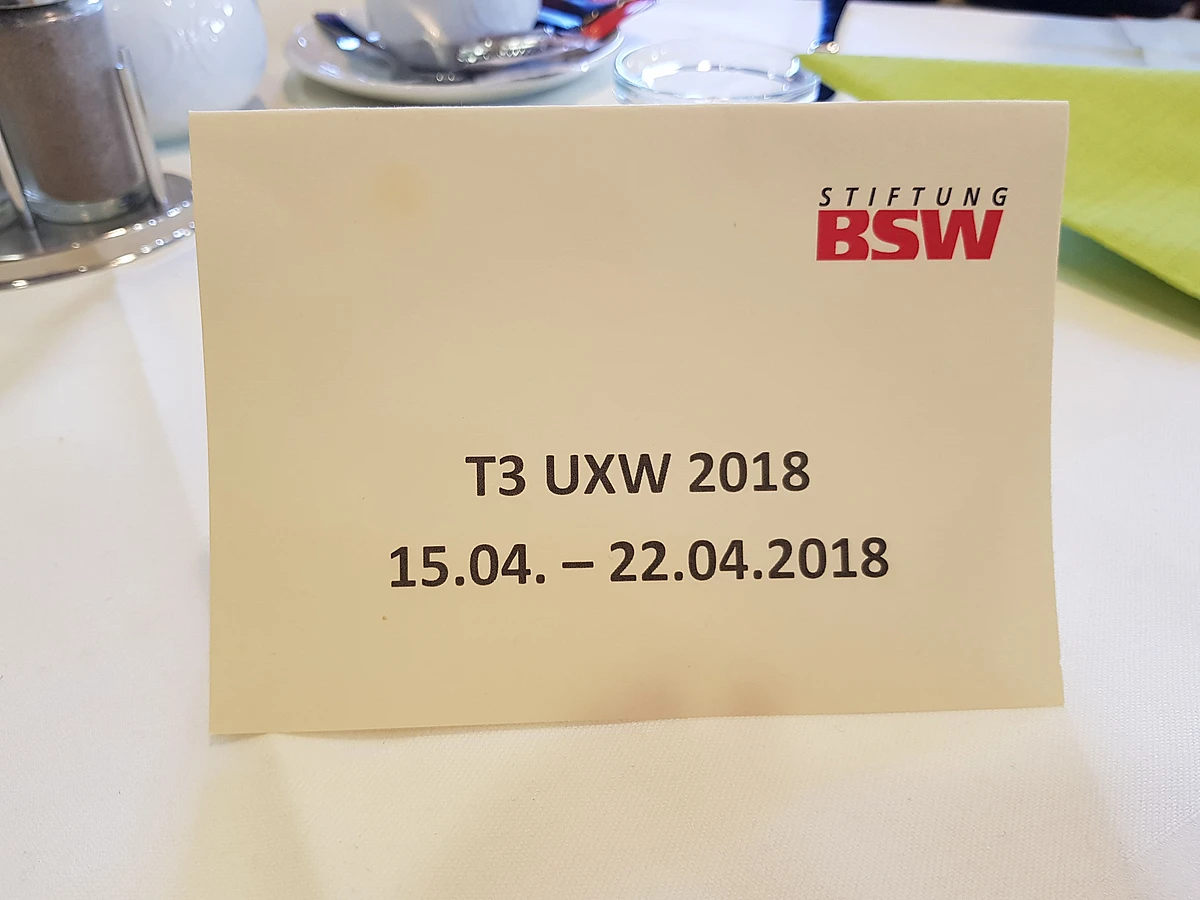 STIFTUNG
BSW
T3 UXW 2018
15.04. – 22.04.2018